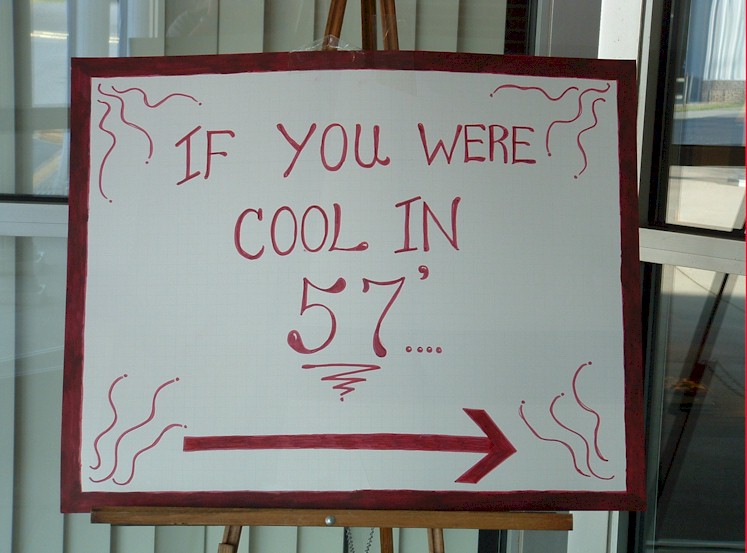 IF YOU WERE
COOL IN
57'....